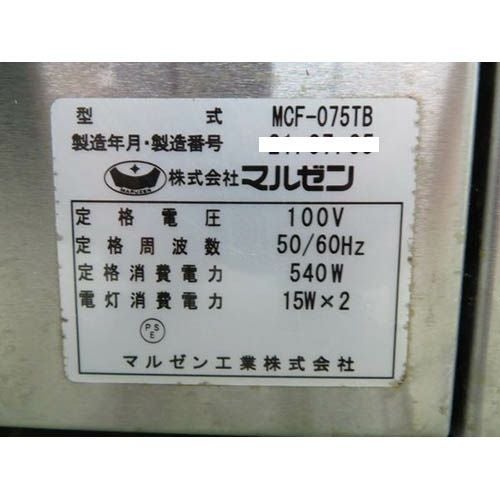 型 式 MCF-075TB
製造年月・製造番号
MARUZEN 株式会社マルゼン
定格電圧 100V
定格周波数 50/60Hz
定格消費電力 540W
電灯消費電力 15W×2
PS
E
マルゼン工業株式会社